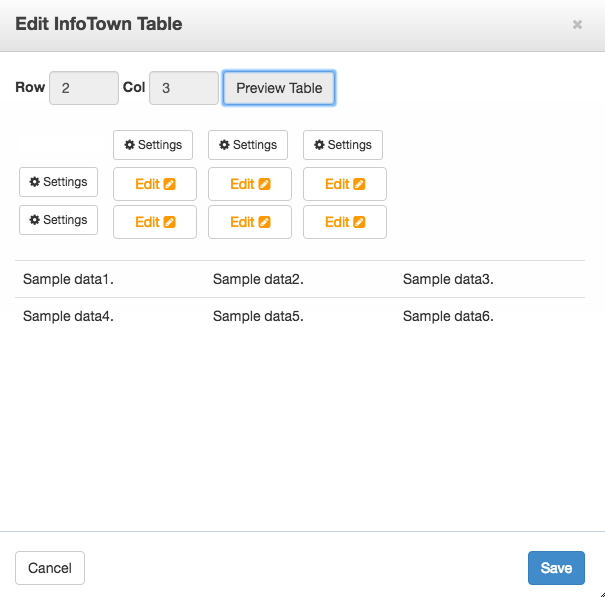 Edit InfoTown Table ×
Row 2 Col 3 Preview Table
Settings Settings Settings
Settings Edit Edit Edit
Settings Edit Edit Edit
Sample data1. Sample data2. Sample data3.
Sample data4. Sample data5. Sample data6.
Cancel Save